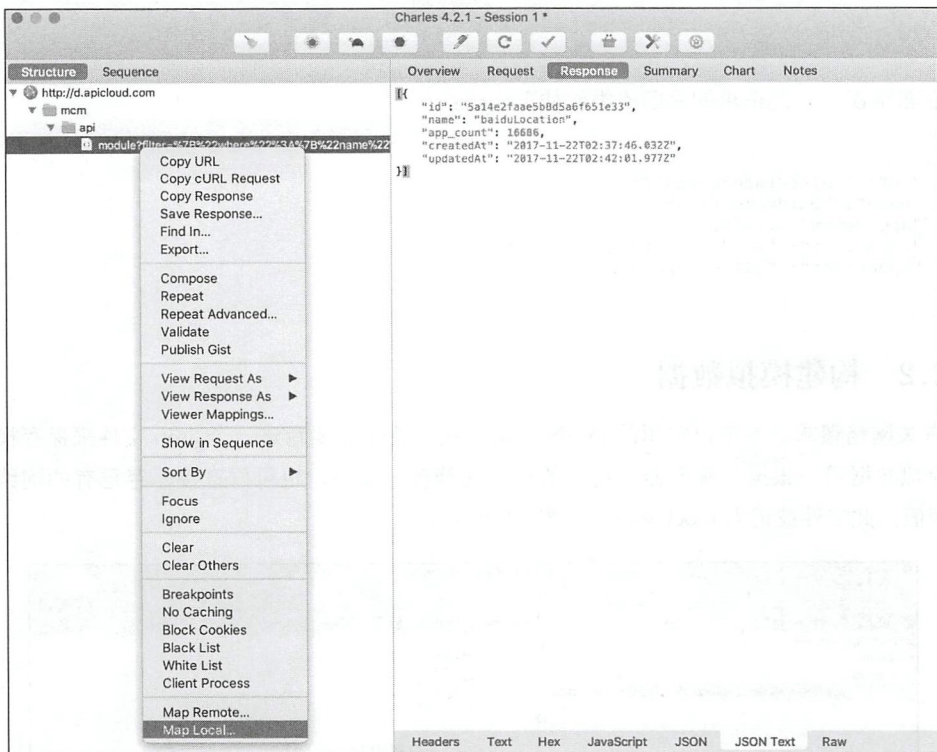 Charles 4.2.1 - Session 1 *
Structure Sequence
Overview Request Response Summary Chart Notes
http://d.apicloud.com
mcm
api
module?filter=%7B%22where%22%3A%7B%22name%22%
Copy URL
Copy cURL Request
Copy Response
Save Response...
Find In...
Export...
Compose
Repeat
Repeat Advanced...
Validate
Publish Gist
View Request As
View Response As
Viewer Mappings...
Show in Sequence
Sort By
Focus
Ignore
Clear
Clear Others
Breakpoints
No Caching
Block Cookies
Black List
White List
Client Process
Map Remote...
Map Local...
[{
"id": "5a14e2faae5b8d5a6f651e33",
"name": "baiduLocation",
"app_count": 16686,
"createdAt": "2017-11-22T02:37:46.032Z",
"updatedAt": "2017-11-22T02:42:01.977Z"
}]
Headers Text Hex JavaScript JSON JSON Text Raw